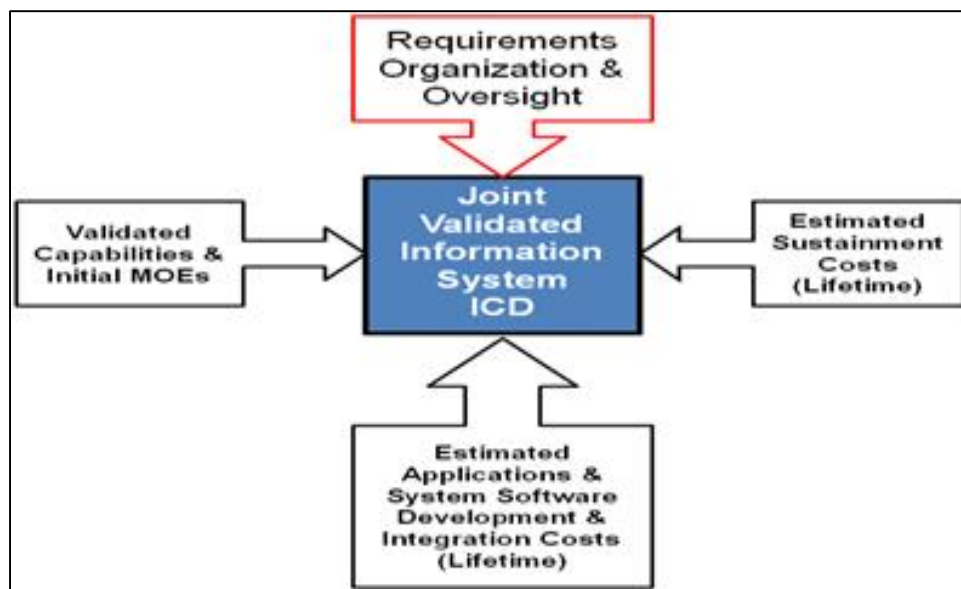 Requirements
Organization &
Oversight
Joint
Validated
Information
System
ICD
Validated
Capabilities &
Initial MOEs
Estimated
Sustainment
Costs
(Lifetime)
Estimated
Applications &
System Software
Development &
Integration Costs
(Lifetime)